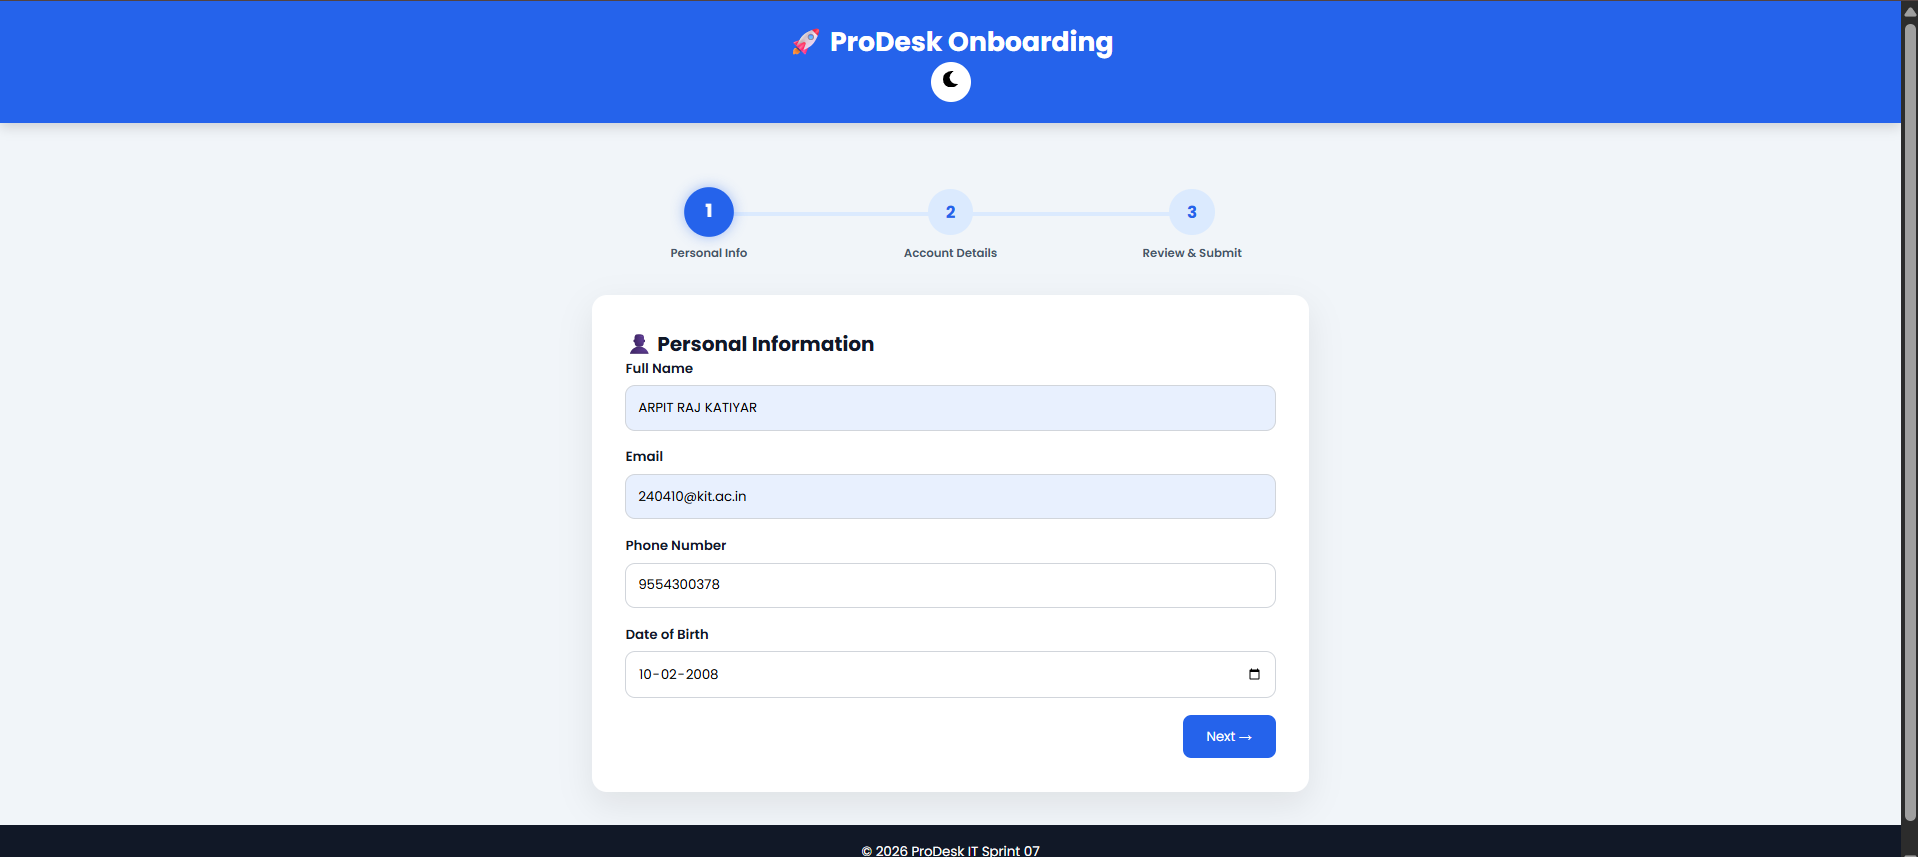 🚀 ProDesk Onboarding
1
2
3
Personal Info
Account Details
Review & Submit
👤 Personal Information
Full Name
ARPIT RAJ KATIYAR
Email
240410@kit.ac.in
Phone Number
9554300378
Date of Birth
10-02-2008
Next →
© 2026 ProDesk IT Sprint 07